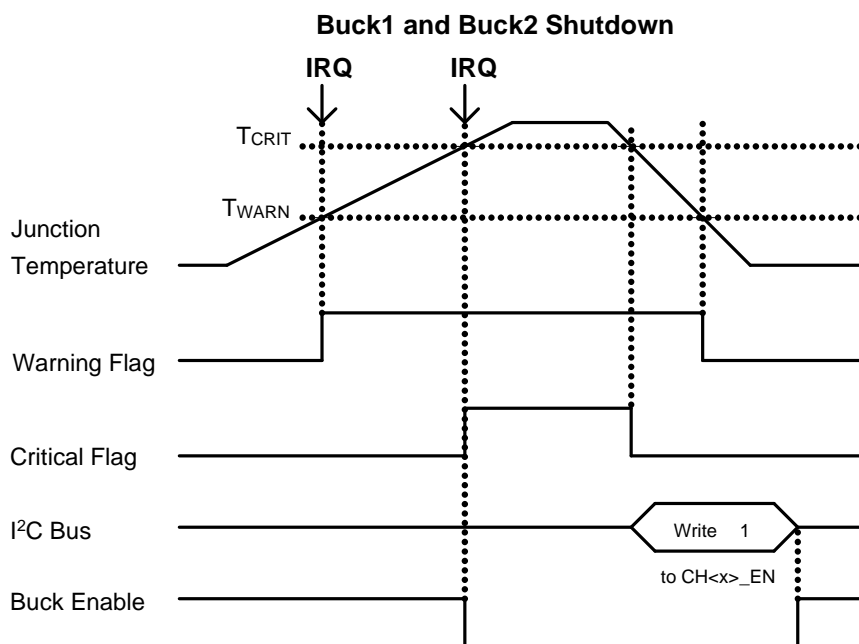 Buck1 and Buck2 Shutdown
IRQ IRQ
TCRIT
TWARN
Junction
Temperature
Warning Flag
Critical Flag
I²C Bus
Write 1
to CH<x>_EN
Buck Enable